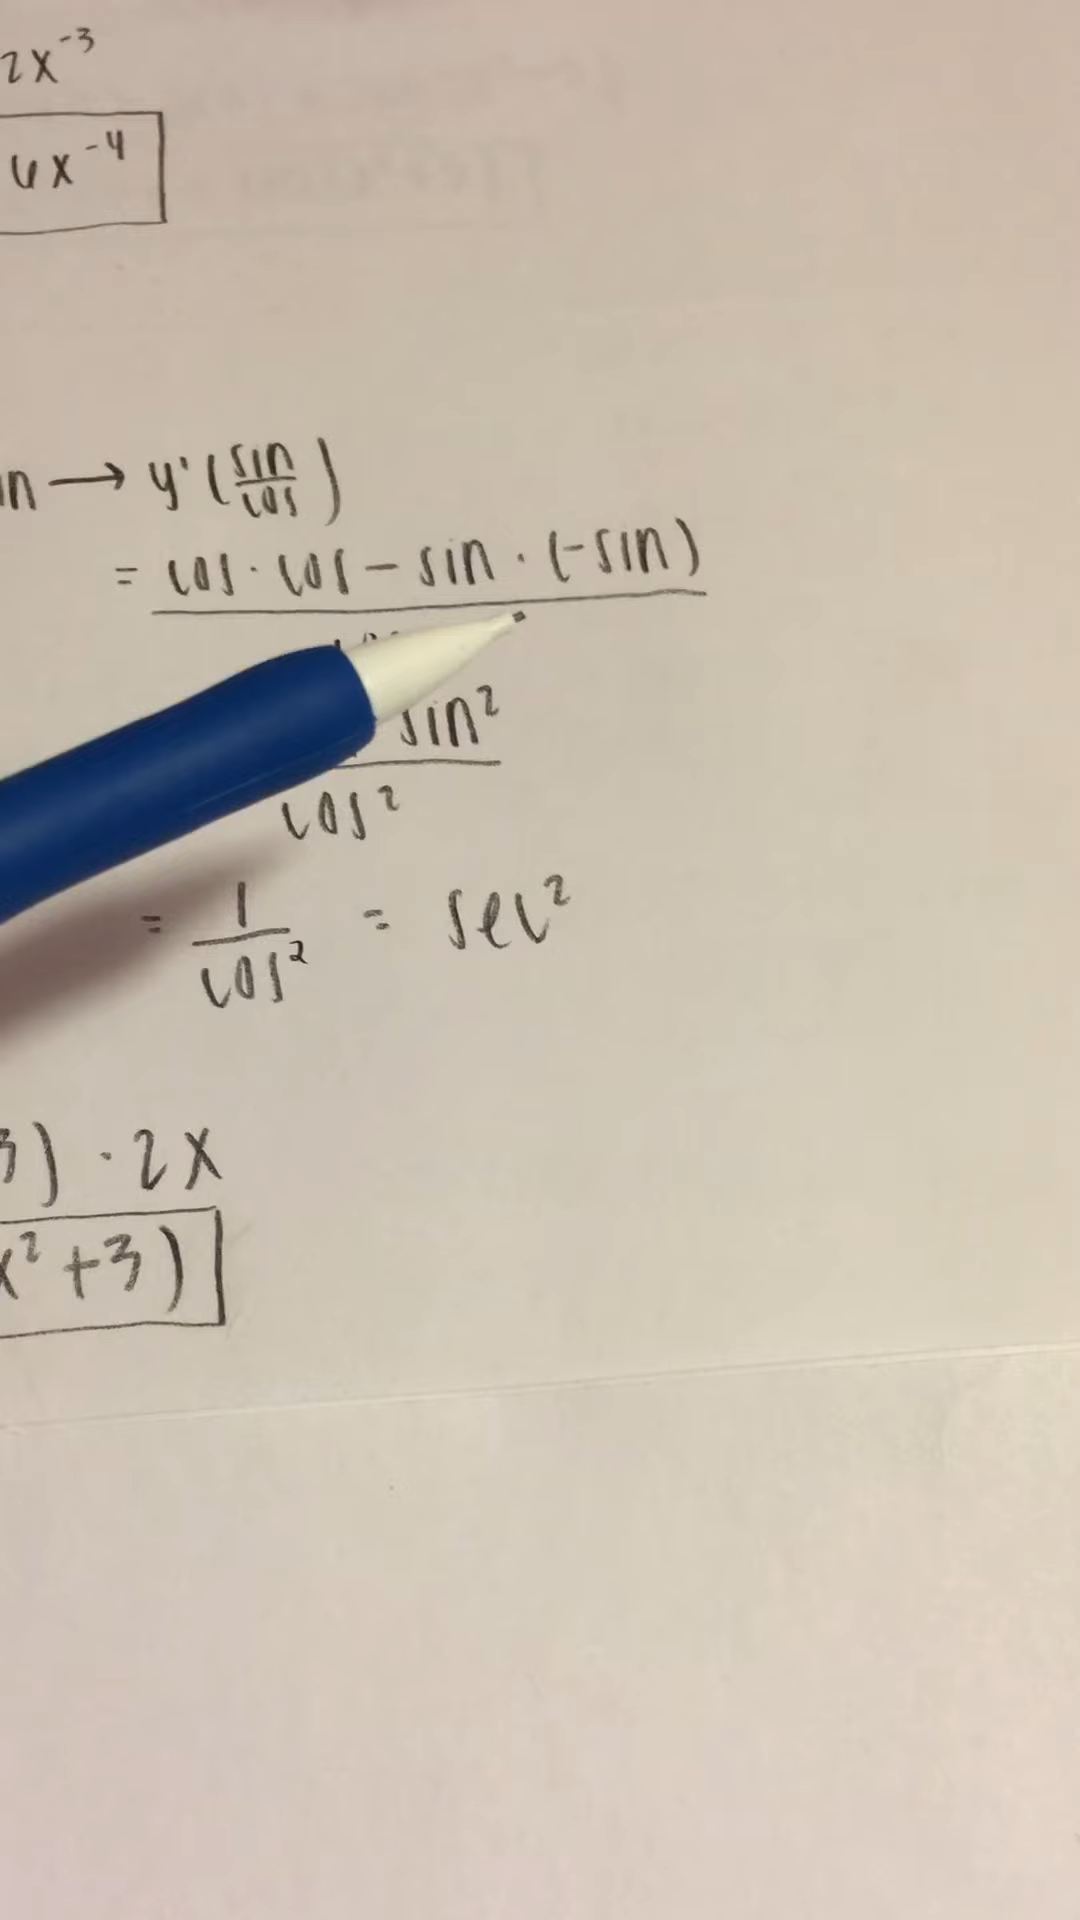 2x⁻³
6x⁻⁴
n → y'(sin/cos)
= cos · cos − sin · (−sin)
sin²
cos²
= 1/cos² = sec²
3) · 2x
x² + 3)